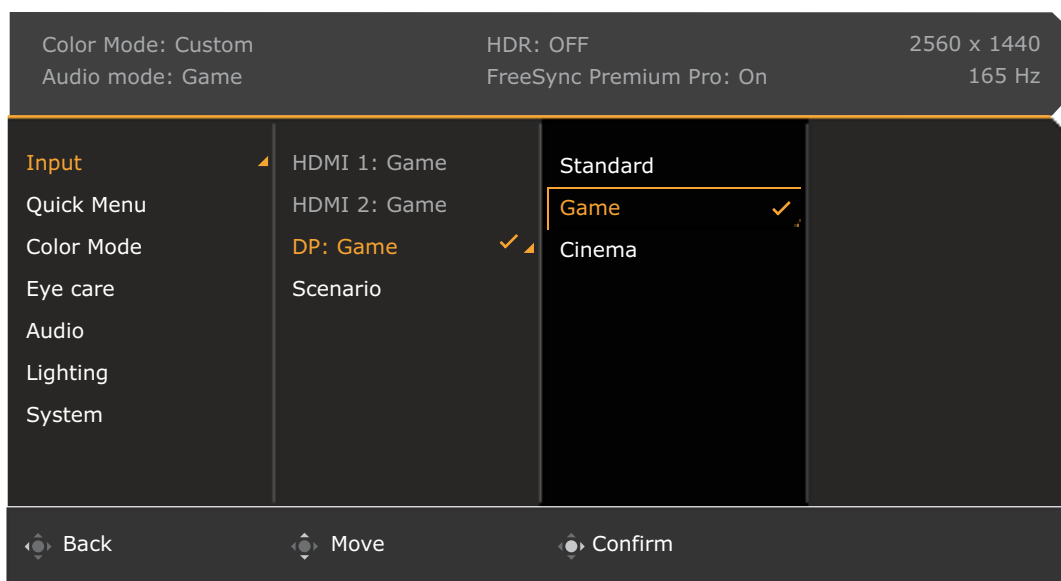 Color Mode: Custom
HDR: OFF
2560 x 1440
Audio mode: Game
FreeSync Premium Pro: On
165 Hz
Input
Quick Menu
Color Mode
Eye care
Audio
Lighting
System
HDMI 1: Game
HDMI 2: Game
DP: Game
Scenario
Standard
Game
Cinema
Back
Move
Confirm